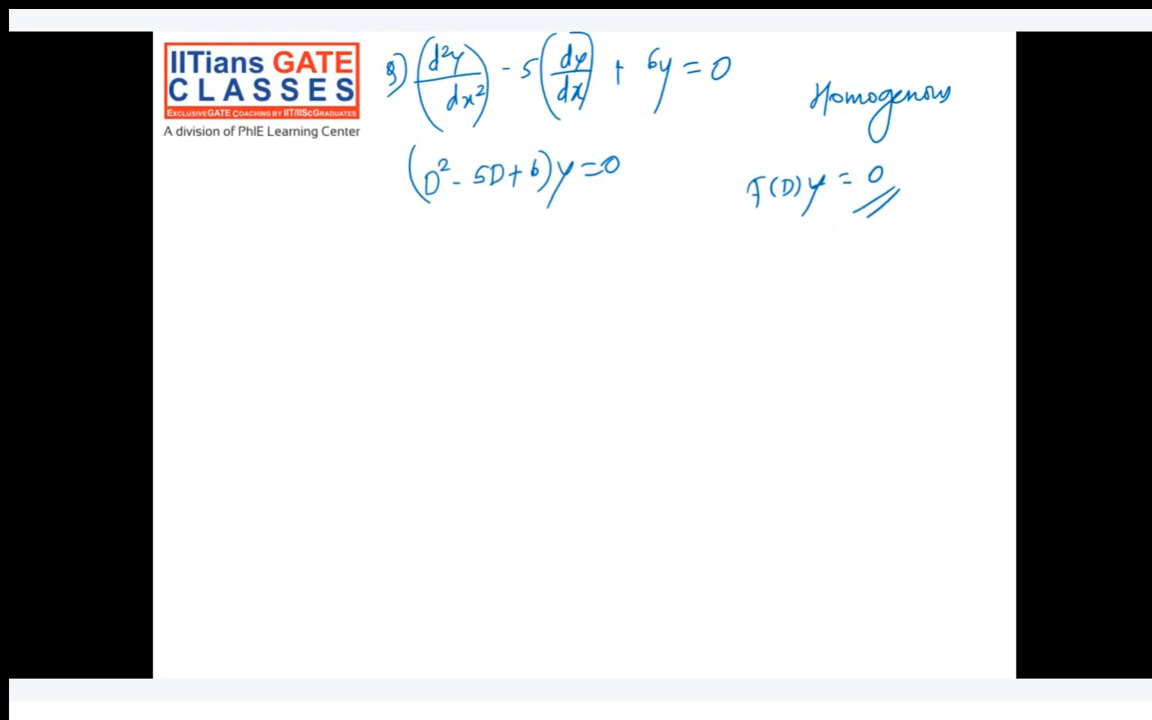 IITians GATE
CLASSES
EXCLUSIVE GATE COACHING BY IIT/IISc GRADUATES
A division of PhIE Learning Center
8) (d²y/dx²) - 5(dy/dx) + 6y = 0
Homogenous
(D² - 5D + 6)y = 0
F(D)y = 0